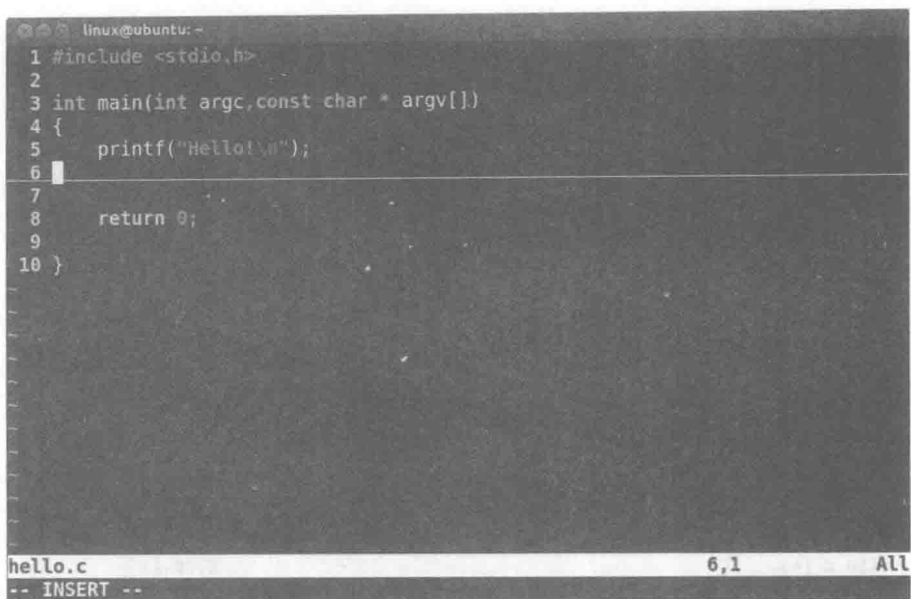 linux@ubuntu: ~
1 #include <stdio.h>
2
3 int main(int argc,const char * argv[])
4 {
5     printf("Hello!\n");
6
7
8     return 0;
9
10 }
~
~
~
~
~
~
~
~
~
~
~
~
hello.c 6,1 All
-- INSERT --